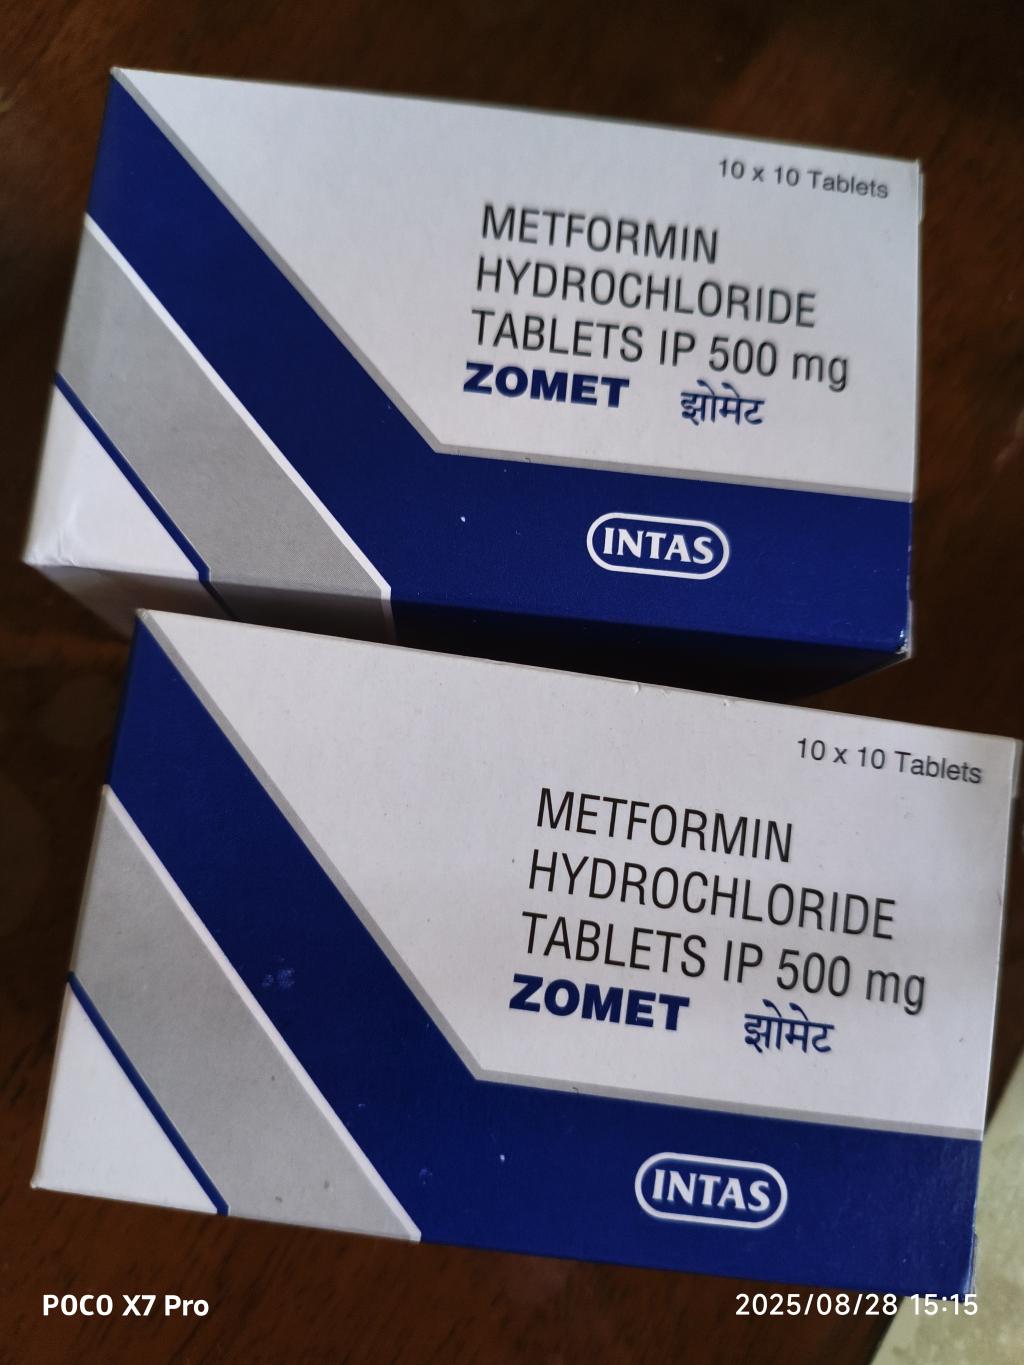 10 x 10 Tablets
METFORMIN
HYDROCHLORIDE
TABLETS IP 500 mg
ZOMET झोमेट
INTAS
10 x 10 Tablets
METFORMIN
HYDROCHLORIDE
TABLETS IP 500 mg
ZOMET झोमेट
INTAS
POCO X7 Pro
2025/08/28 15:15